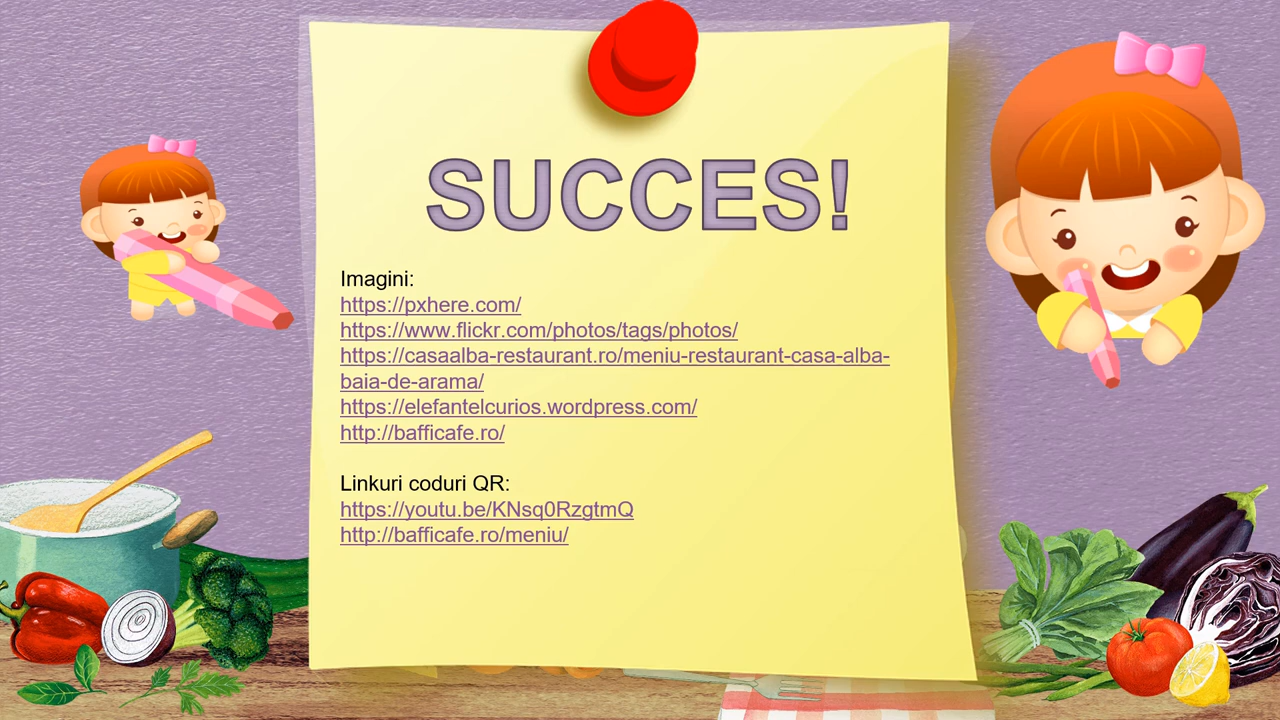 SUCCES!
Imagini:
https://pxhere.com/
https://www.flickr.com/photos/tags/photos/
https://casaalba-restaurant.ro/meniu-restaurant-casa-alba-
baia-de-arama/
https://elefantelcurios.wordpress.com/
http://bafficafe.ro/
Linkuri coduri QR:
https://youtu.be/KNsq0RzgtmQ
http://bafficafe.ro/meniu/